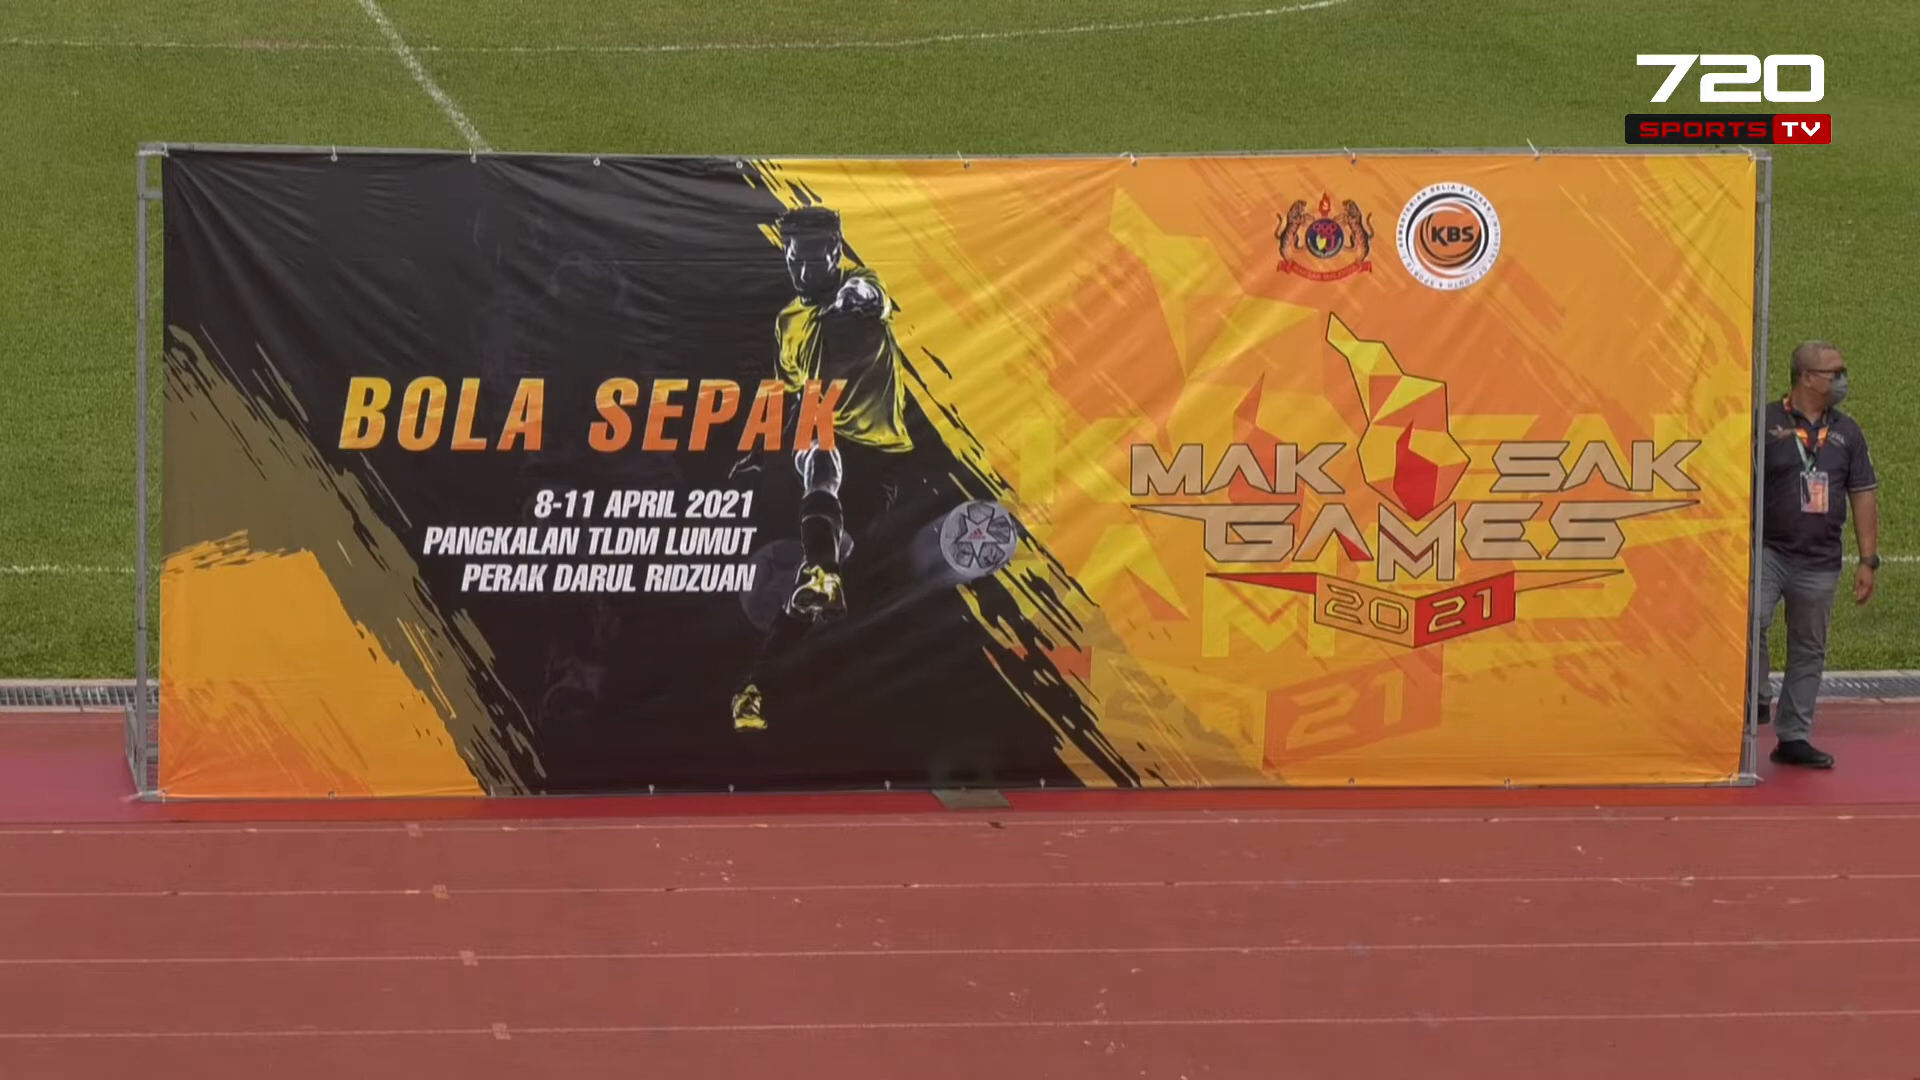 720
SPORTS TV
KBS
BOLA SEPAK
8-11 APRIL 2021
PANGKALAN TLDM LUMUT
PERAK DARUL RIDZUAN
MAK SAK
GAMES
2021